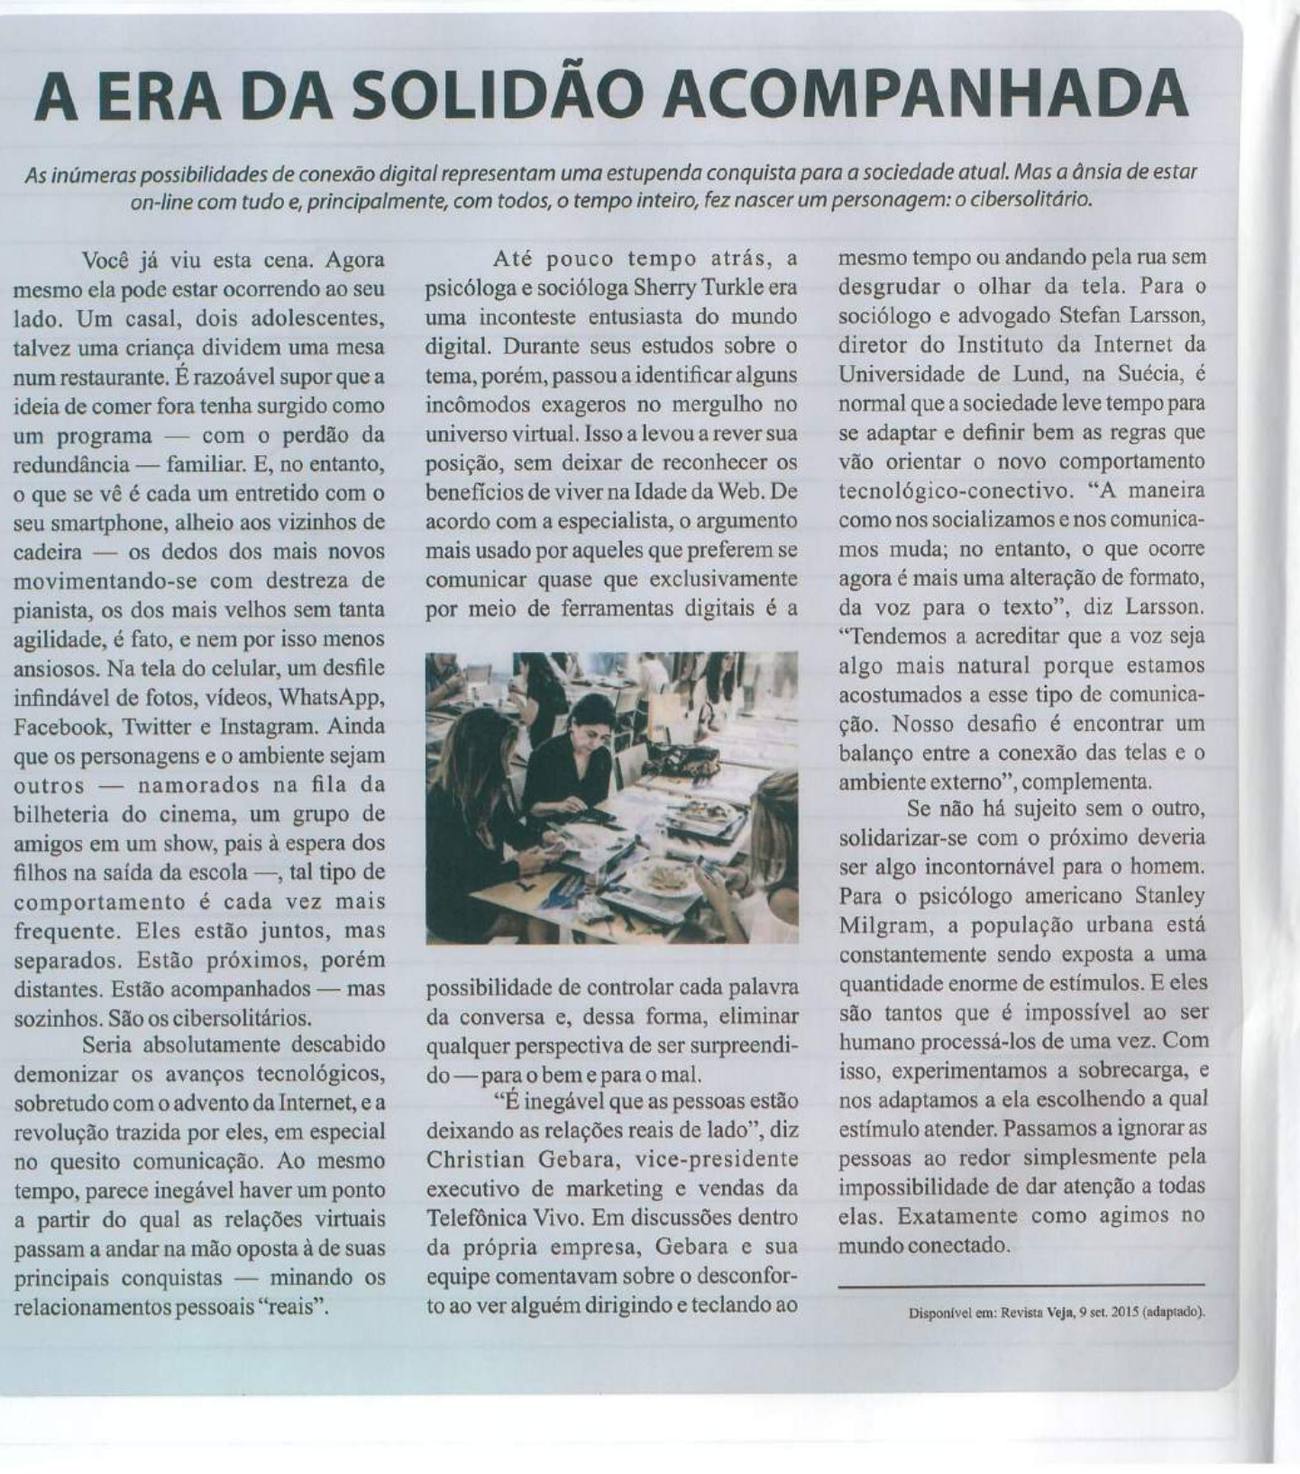 A ERA DA SOLIDÃO ACOMPANHADA
As inúmeras possibilidades de conexão digital representam uma estupenda conquista para a sociedade atual. Mas a ânsia de estar
on-line com tudo e, principalmente, com todos, o tempo inteiro, fez nascer um personagem: o cibersolitário.
Você já viu esta cena. Agora
mesmo ela pode estar ocorrendo ao seu
lado. Um casal, dois adolescentes,
talvez uma criança dividem uma mesa
num restaurante. É razoável supor que a
ideia de comer fora tenha surgido como
um programa — com o perdão da
redundância — familiar. E, no entanto,
o que se vê é cada um entretido com o
seu smartphone, alheio aos vizinhos de
cadeira — os dedos dos mais novos
movimentando-se com destreza de
pianista, os dos mais velhos sem tanta
agilidade, é fato, e nem por isso menos
ansiosos. Na tela do celular, um desfile
infindável de fotos, vídeos, WhatsApp,
Facebook, Twitter e Instagram. Ainda
que os personagens e o ambiente sejam
outros — namorados na fila da
bilheteria do cinema, um grupo de
amigos em um show, pais à espera dos
filhos na saída da escola —, tal tipo de
comportamento é cada vez mais
frequente. Eles estão juntos, mas
separados. Estão próximos, porém
distantes. Estão acompanhados — mas
sozinhos. São os cibersolitários.
Seria absolutamente descabido
demonizar os avanços tecnológicos,
sobretudo com o advento da Internet, e a
revolução trazida por eles, em especial
no quesito comunicação. Ao mesmo
tempo, parece inegável haver um ponto
a partir do qual as relações virtuais
passam a andar na mão oposta à de suas
principais conquistas — minando os
relacionamentos pessoais “reais”.
Até pouco tempo atrás, a
psicóloga e socióloga Sherry Turkle era
uma inconteste entusiasta do mundo
digital. Durante seus estudos sobre o
tema, porém, passou a identificar alguns
incômodos exageros no mergulho no
universo virtual. Isso a levou a rever sua
posição, sem deixar de reconhecer os
benefícios de viver na Idade da Web. De
acordo com a especialista, o argumento
mais usado por aqueles que preferem se
comunicar quase que exclusivamente
por meio de ferramentas digitais é a
possibilidade de controlar cada palavra
da conversa e, dessa forma, eliminar
qualquer perspectiva de ser surpreendi-
do — para o bem e para o mal.
“É inegável que as pessoas estão
deixando as relações reais de lado”, diz
Christian Gebara, vice-presidente
executivo de marketing e vendas da
Telefônica Vivo. Em discussões dentro
da própria empresa, Gebara e sua
equipe comentavam sobre o desconfor-
to ao ver alguém dirigindo e teclando ao
mesmo tempo ou andando pela rua sem
desgrudar o olhar da tela. Para o
sociólogo e advogado Stefan Larsson,
diretor do Instituto da Internet da
Universidade de Lund, na Suécia, é
normal que a sociedade leve tempo para
se adaptar e definir bem as regras que
vão orientar o novo comportamento
tecnológico-conectivo. “A maneira
como nos socializamos e nos comunica-
mos muda; no entanto, o que ocorre
agora é mais uma alteração de formato,
da voz para o texto”, diz Larsson.
“Tendemos a acreditar que a voz seja
algo mais natural porque estamos
acostumados a esse tipo de comunica-
ção. Nosso desafio é encontrar um
balanço entre a conexão das telas e o
ambiente externo”, complementa.
Se não há sujeito sem o outro,
solidarizar-se com o próximo deveria
ser algo incontornável para o homem.
Para o psicólogo americano Stanley
Milgram, a população urbana está
constantemente sendo exposta a uma
quantidade enorme de estímulos. E eles
são tantos que é impossível ao ser
humano processá-los de uma vez. Com
isso, experimentamos a sobrecarga, e
nos adaptamos a ela escolhendo a qual
estímulo atender. Passamos a ignorar as
pessoas ao redor simplesmente pela
impossibilidade de dar atenção a todas
elas. Exatamente como agimos no
mundo conectado.
Disponível em: Revista Veja, 9 set. 2015 (adaptado).